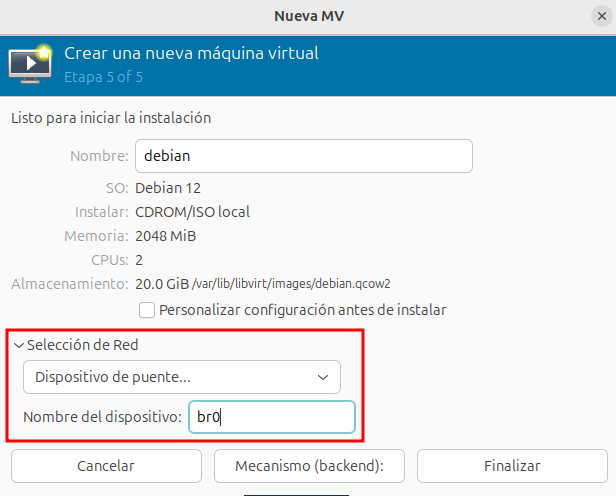 Nueva MV
Crear una nueva máquina virtual
Etapa 5 of 5
Listo para iniciar la instalación
Nombre: debian
SO: Debian 12
Instalar: CDROM/ISO local
Memoria: 2048 MiB
CPUs: 2
Almacenamiento: 20.0 GiB /var/lib/libvirt/images/debian.qcow2
Personalizar configuración antes de instalar
Selección de Red
Dispositivo de puente...
Nombre del dispositivo: br0
Cancelar Mecanismo (backend): Finalizar